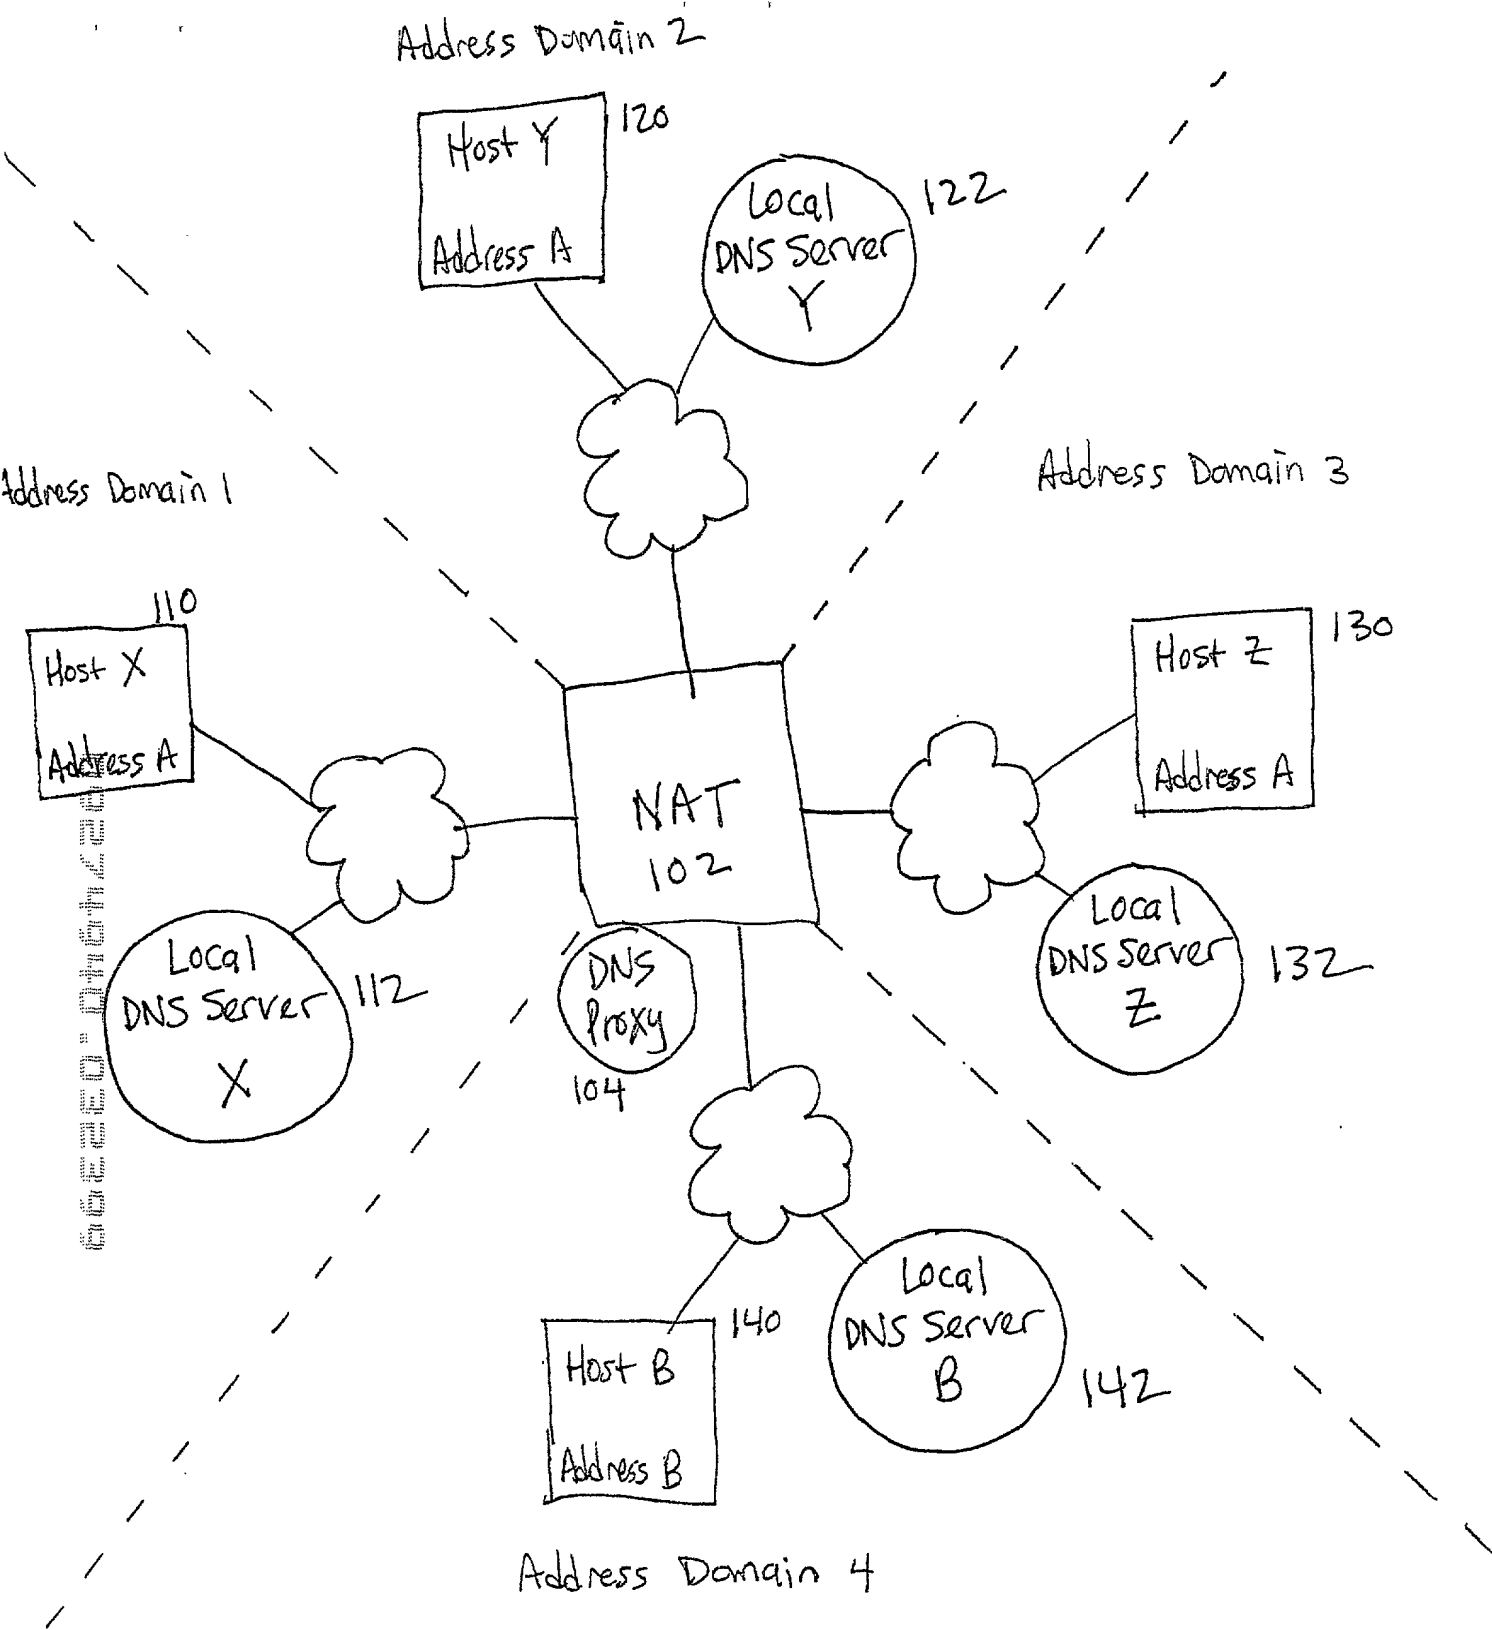 Address Domain 2
Host Y
120
Address A
Local
DNS Server
Y
122
Address Domain 1
Address Domain 3
110
Host X
Address A
Local
DNS Server
X
112
NAT
102
DNS
Proxy
104
Host Z
130
Address A
Local
DNS Server
Z
132
Host B
140
Address B
Local
DNS Server
B
142
Address Domain 4